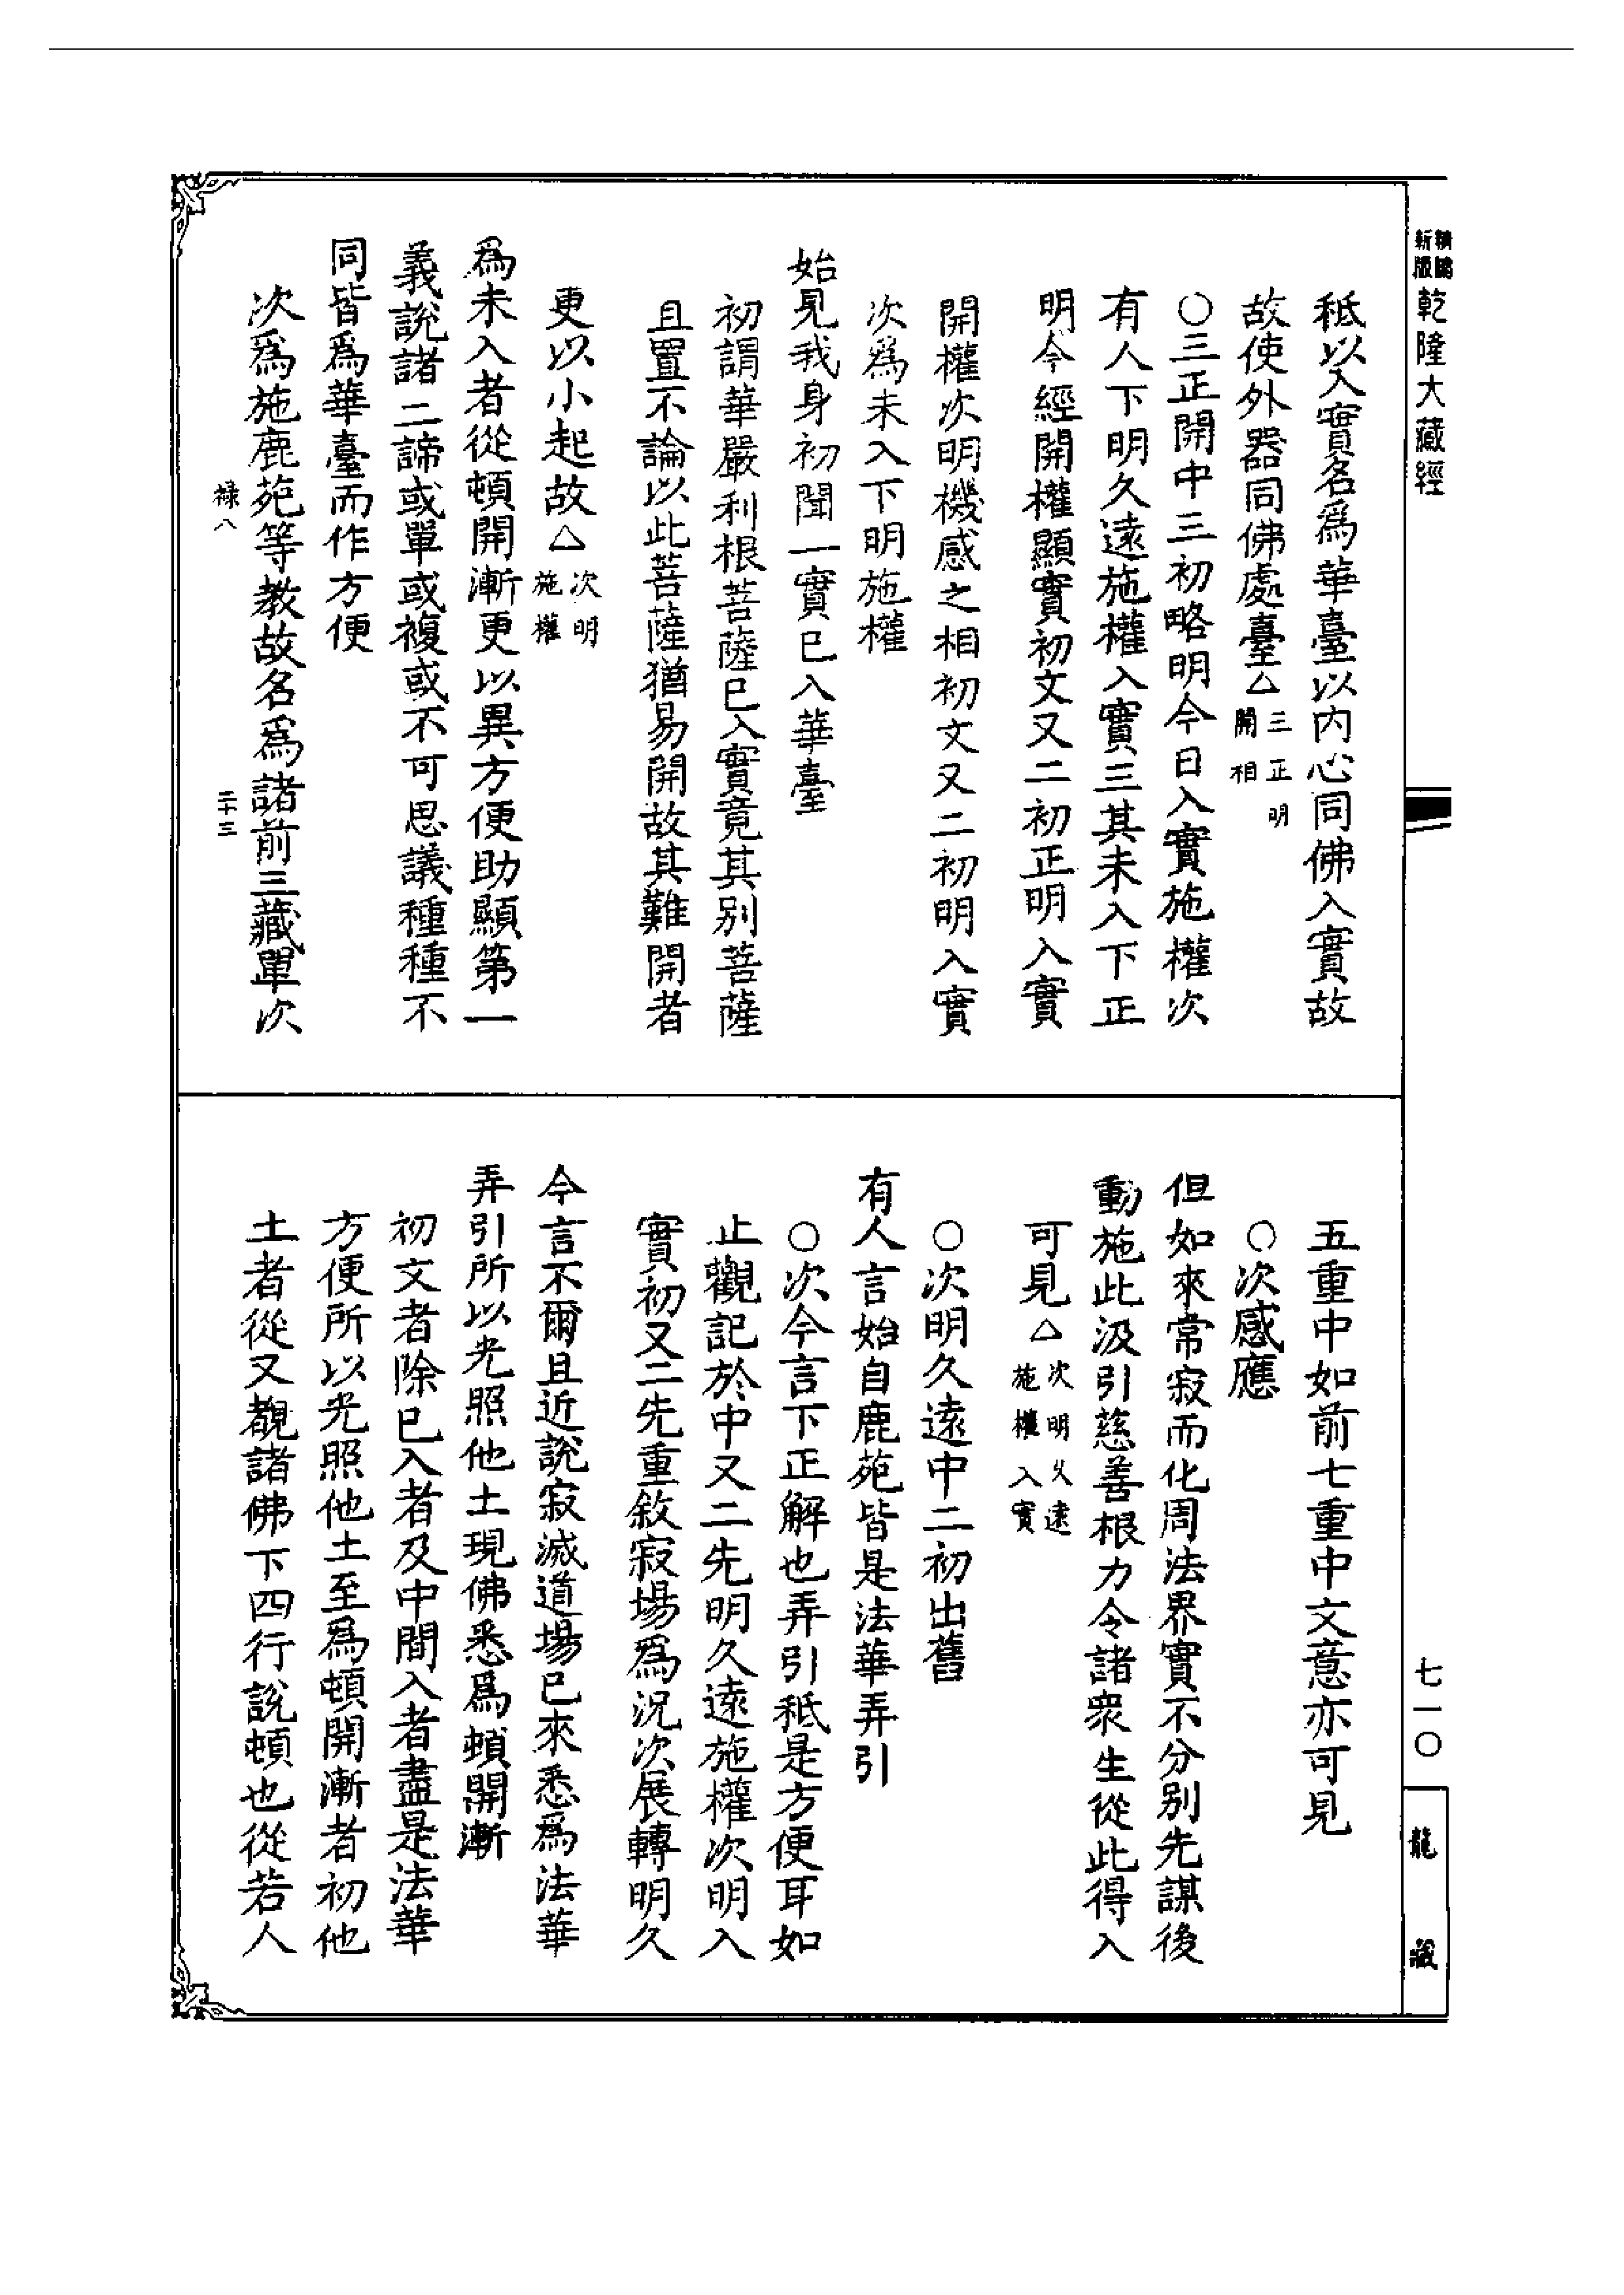 新版 精縮 乾隆大藏經
秖以入實名爲華臺以内心同佛入實故
故使外器同佛處臺△三正明開相
○三正開中三初略明今日入實施權次
有人下明久遠施權入實三其未入下正
明今經開權顯實初文又二初正明入實
開權次明機感之相初文又二初明入實
次爲未入下明施權
始見我身初聞一實已入華臺
初謂華嚴利根菩薩已入實竟其别菩薩
且置不論以此菩薩猶易開故其難開者
更以小起故△次明施權
爲未入者從頓開漸更以異方便助顯第一
義説諸二諦或單或複或不可思議種種不
同皆爲華臺而作方便
次爲施鹿苑等教故名爲諸前三藏單次
祿八 二十三
五重中如前七重中文意亦可見
○次感應
但如來常寂而化周法界實不分别先謀後
動施此汲引慈善根力令諸衆生從此得入
可見△次明久遠施權入實
○次明久遠中二初出舊
有人言始自鹿苑皆是法華弄引
○次今言下正解也弄引秖是方便耳如
止觀記於中又二先明久遠施權次明入
實初又二先重敘寂場爲況次展轉明久
今言不爾且近説寂滅道場已來悉爲法華
弄引所以光照他土現佛悉爲頓開漸
初文者除已入者及中間入者盡是法華
方便所以光照他土至爲頓開漸者初他
土者從又覩諸佛下四行説頓也從若人
七一〇
龍藏